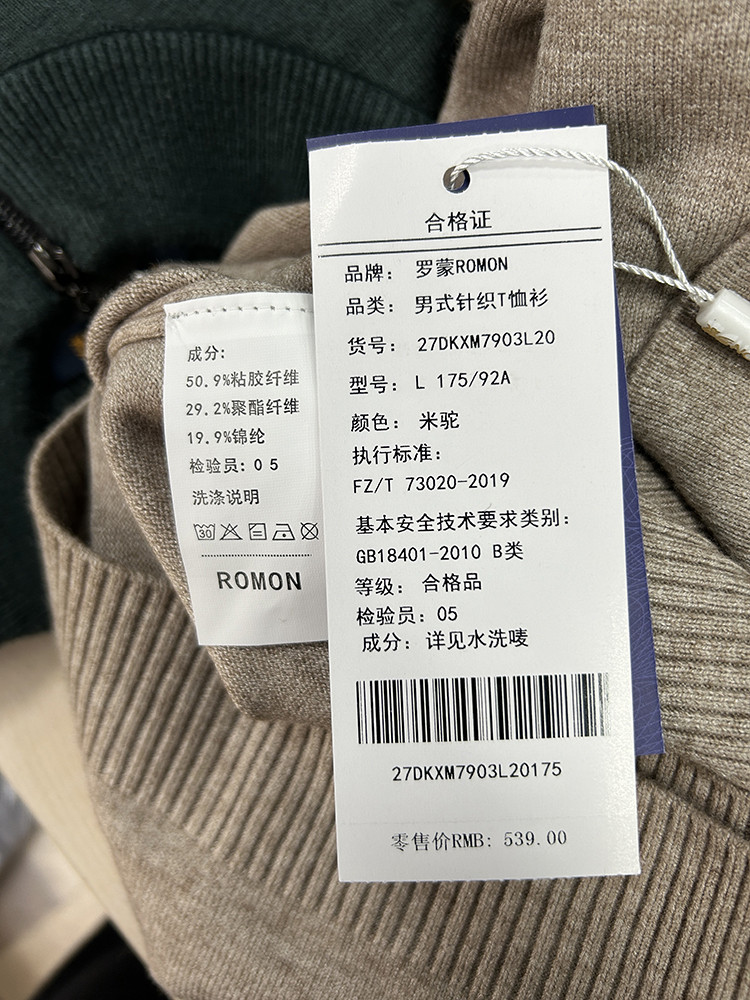 合格证
品牌: 罗蒙ROMON
品类: 男式针织T恤衫
货号: 27DKXM7903L20
型号: L 175/92A
颜色: 米驼
执行标准:
FZ/T 73020-2019
基本安全技术要求类别:
GB18401-2010 B类
等级: 合格品
检验员: 05
成分: 详见水洗唛
27DKXM7903L20175
零售价RMB: 539.00
成分:
50.9%粘胶纤维
29.2%聚酯纤维
19.9%锦纶
检验员: 05
洗涤说明
30
ROMON